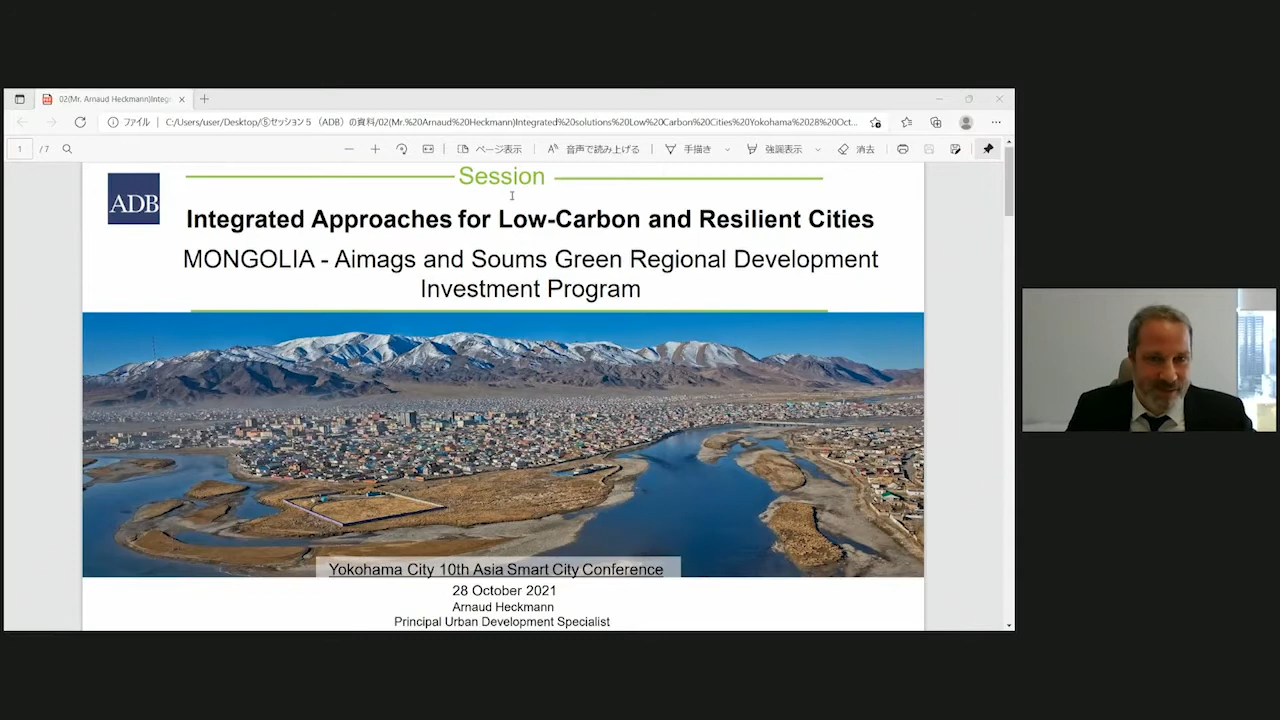 02(Mr. Arnaud Heckmann)Integ
ファイル
C:/Users/user/Desktop/⑤セッション５（ADB）の資料/02(Mr.%20Arnaud%20Heckmann)Integrated%20solutions%20Low%20Carbon%20Cities%20Yokohama%2028%20Oct...
1 /7
ページ表示
音声で読み上げる
手描き
強調表示
消去
ADB
Session
Integrated Approaches for Low-Carbon and Resilient Cities
MONGOLIA - Aimags and Soums Green Regional Development
Investment Program
Yokohama City 10th Asia Smart City Conference
28 October 2021
Arnaud Heckmann
Principal Urban Development Specialist